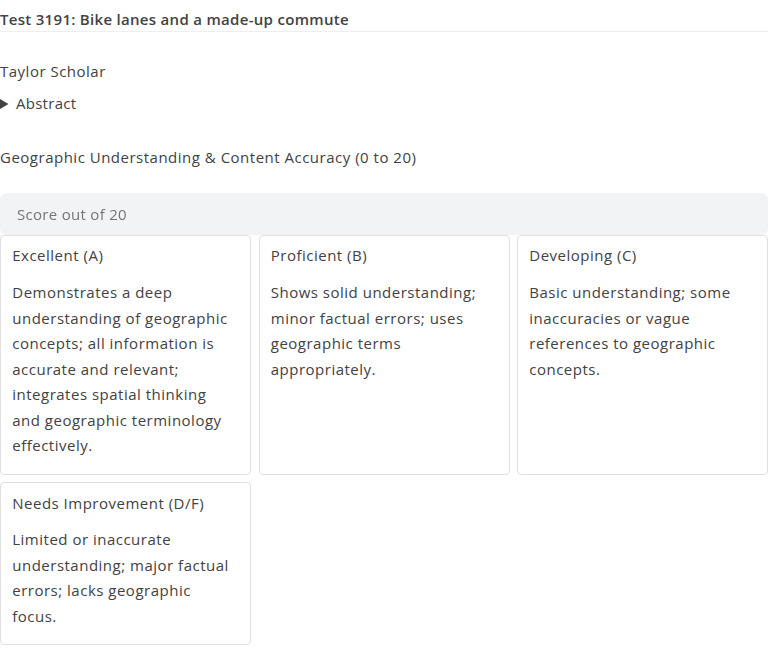 Test 3191: Bike lanes and a made-up commute
Taylor Scholar
Abstract
Geographic Understanding & Content Accuracy (0 to 20)
Score out of 20
Excellent (A)
Demonstrates a deep
understanding of geographic
concepts; all information is
accurate and relevant;
integrates spatial thinking
and geographic terminology
effectively.
Proficient (B)
Shows solid understanding;
minor factual errors; uses
geographic terms
appropriately.
Developing (C)
Basic understanding; some
inaccuracies or vague
references to geographic
concepts.
Needs Improvement (D/F)
Limited or inaccurate
understanding; major factual
errors; lacks geographic
focus.